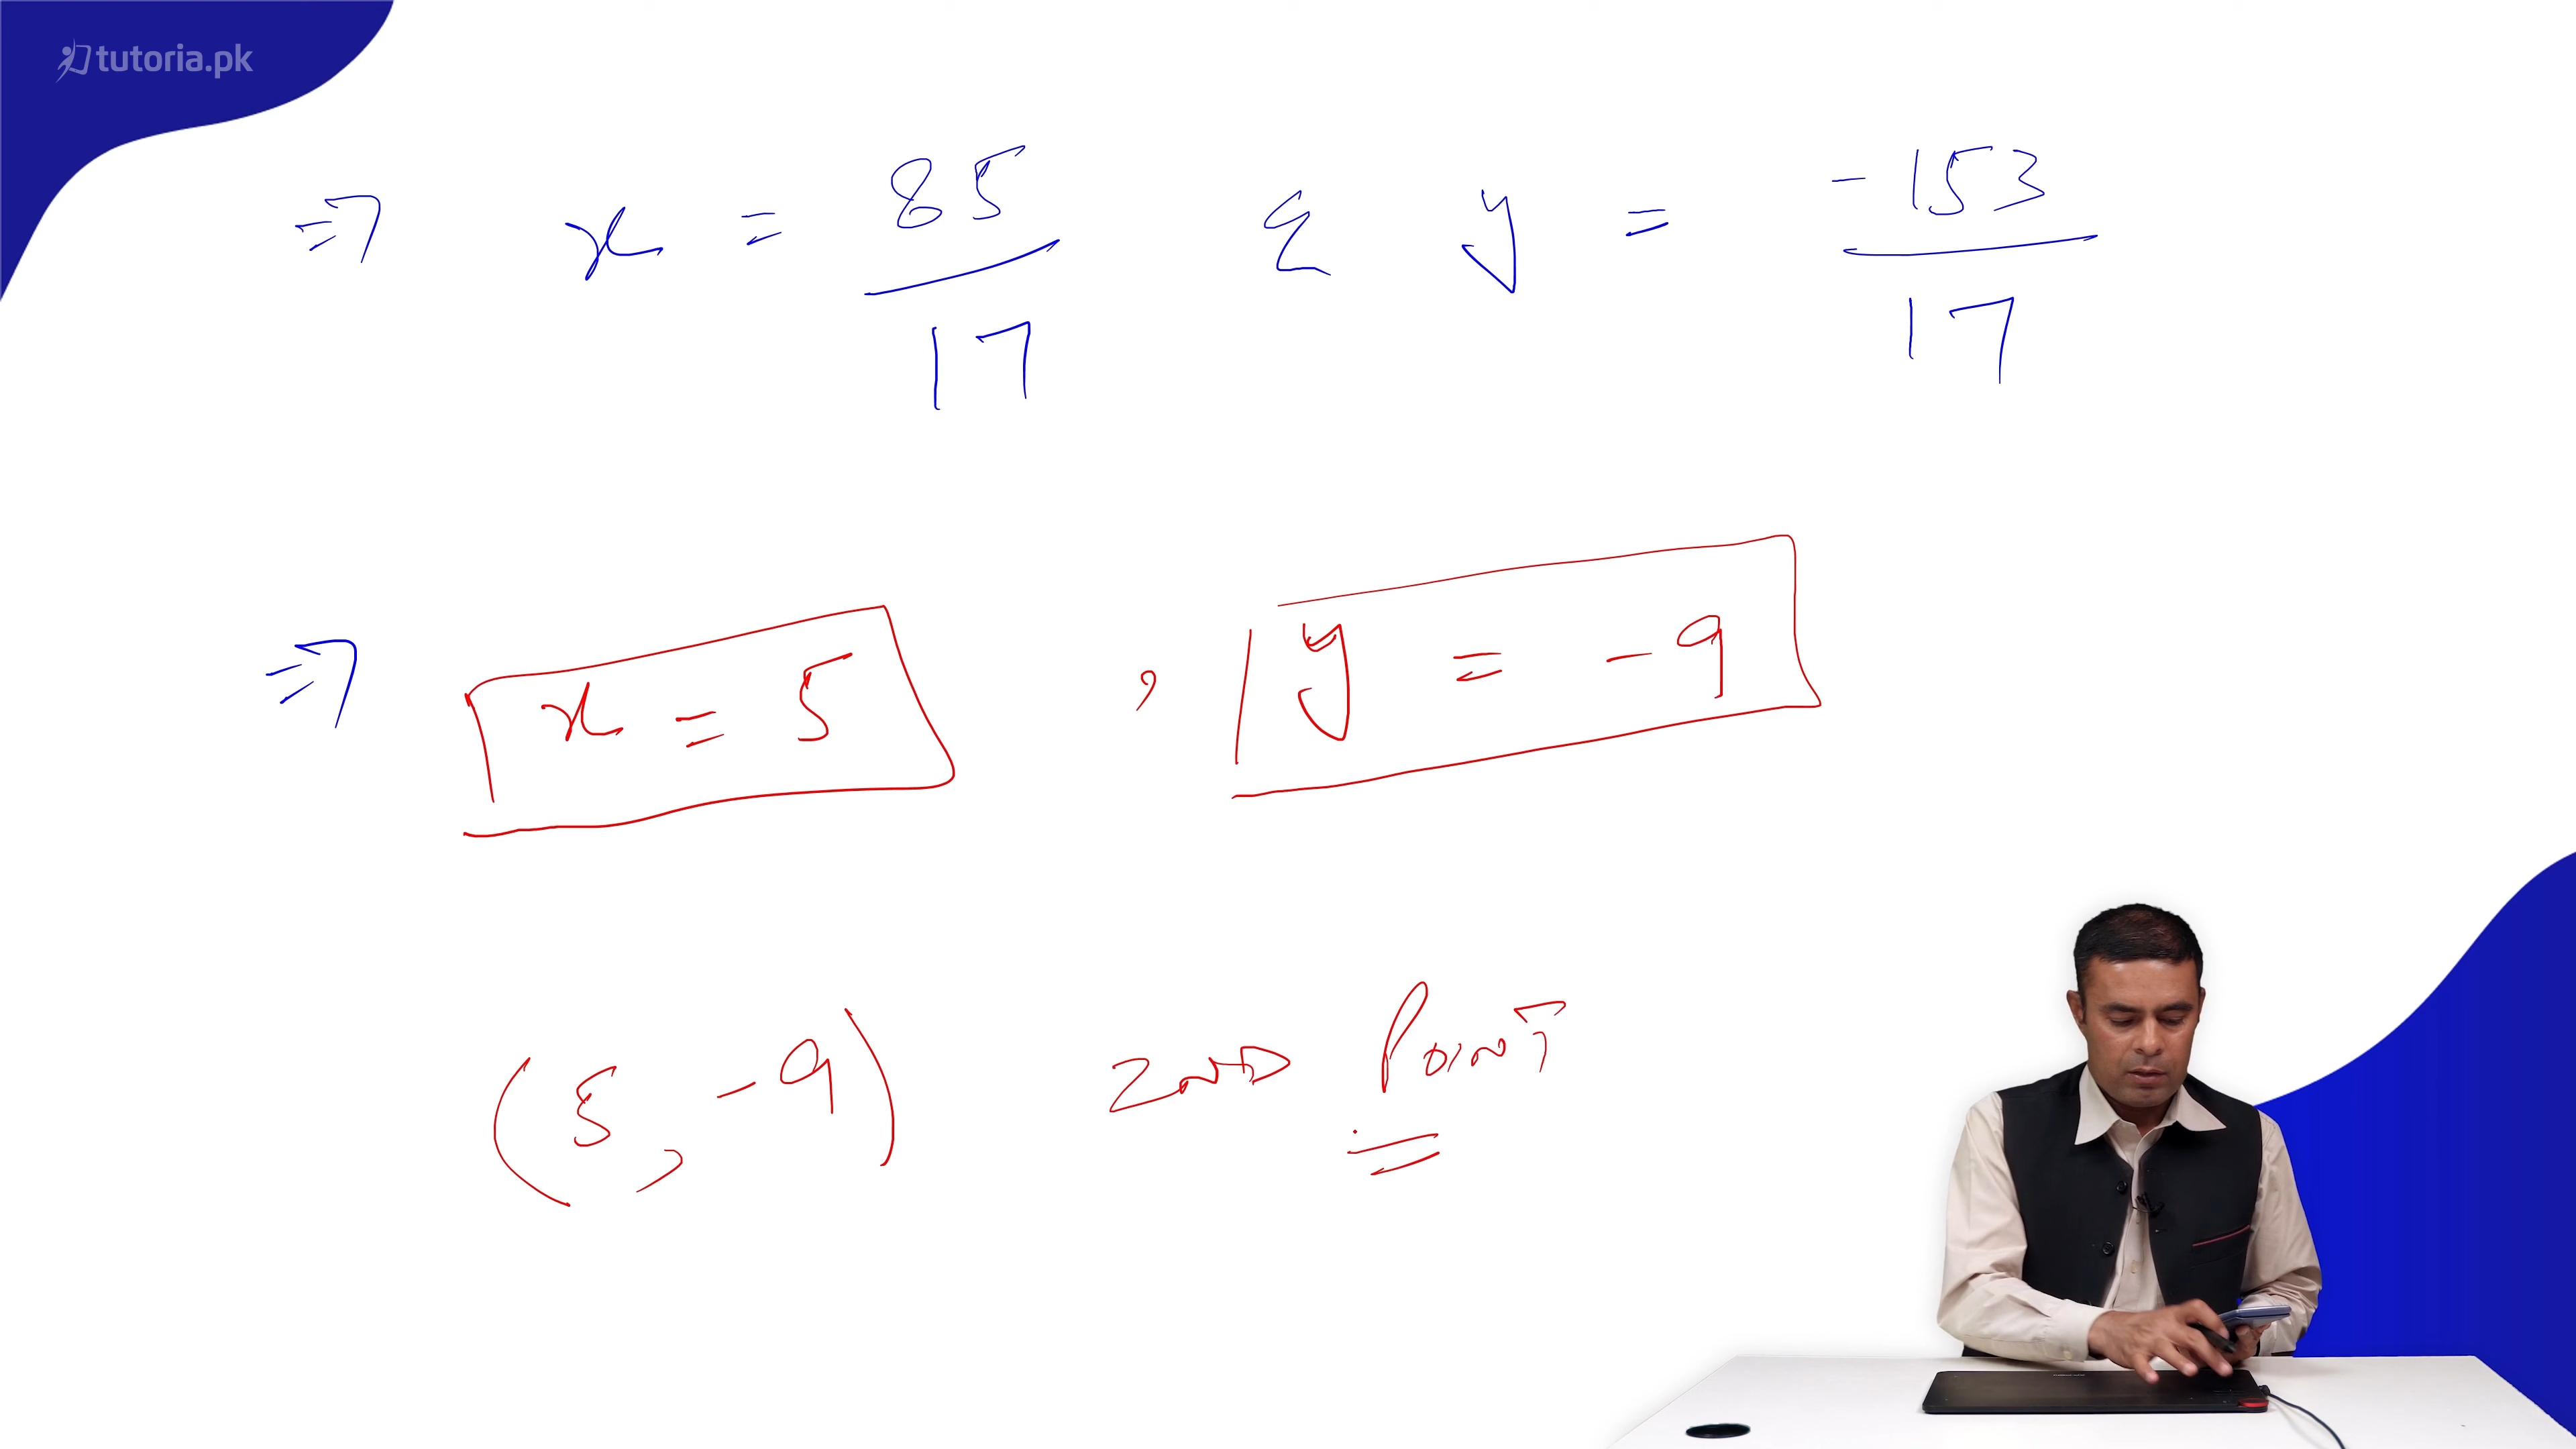 tutoria.pk
⇒ x = 85/17 & y = -153/17
⇒ x = 5 , y = -9
(5, -9) 2ND POINT